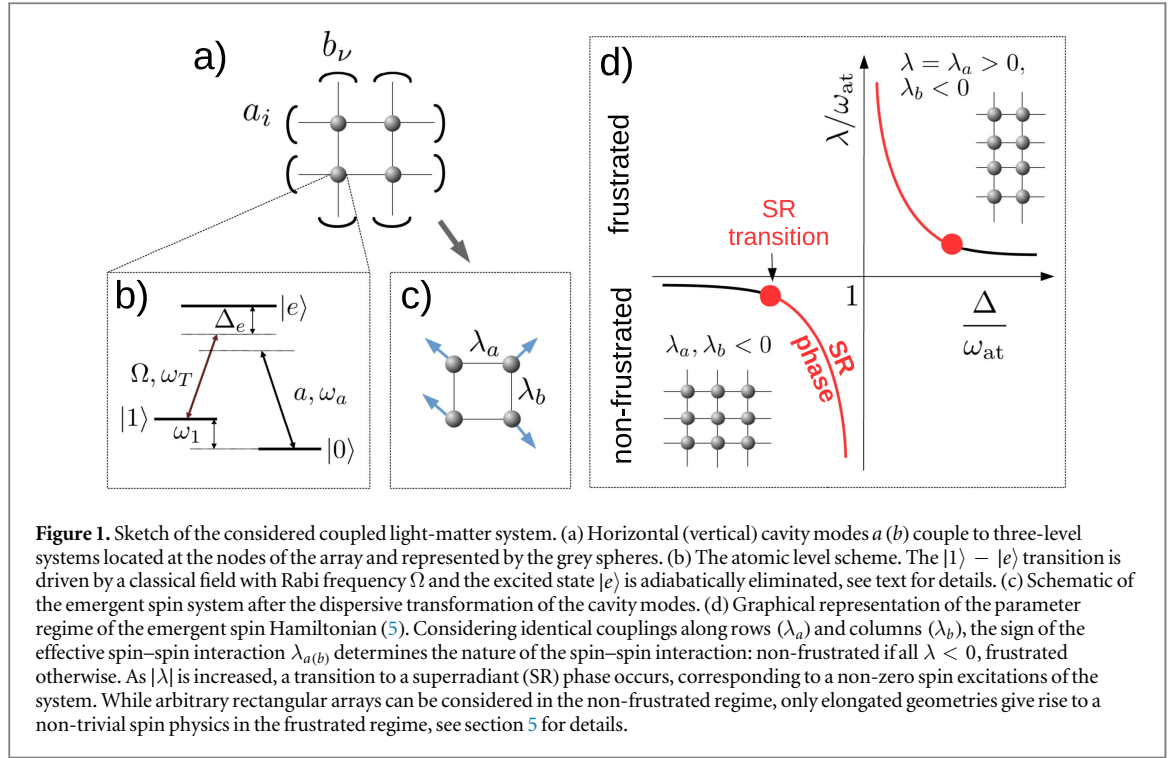 a)
b_ν
a_i
b)
|e⟩
Δ_e
Ω, ω_T
a, ω_a
|1⟩
ω_1
|0⟩
c)
λ_a
λ_b
d)
frustrated
non-frustrated
λ/ω_at
λ = λ_a > 0,
λ_b < 0
SR
transition
1
Δ
ω_at
λ_a, λ_b < 0
SR
phase
Figure 1. Sketch of the considered coupled light-matter system. (a) Horizontal (vertical) cavity modes a (b) couple to three-level
systems located at the nodes of the array and represented by the grey spheres. (b) The atomic level scheme. The |1⟩ − |e⟩ transition is
driven by a classical field with Rabi frequency Ω and the excited state |e⟩ is adiabatically eliminated, see text for details. (c) Schematic of
the emergent spin system after the dispersive transformation of the cavity modes. (d) Graphical representation of the parameter
regime of the emergent spin Hamiltonian (5). Considering identical couplings along rows (λ_a) and columns (λ_b), the sign of the
effective spin–spin interaction λ_a(b) determines the nature of the spin–spin interaction: non-frustrated if all λ < 0, frustrated
otherwise. As |λ| is increased, a transition to a superradiant (SR) phase occurs, corresponding to a non-zero spin excitations of the
system. While arbitrary rectangular arrays can be considered in the non-frustrated regime, only elongated geometries give rise to a
non-trivial spin physics in the frustrated regime, see section 5 for details.